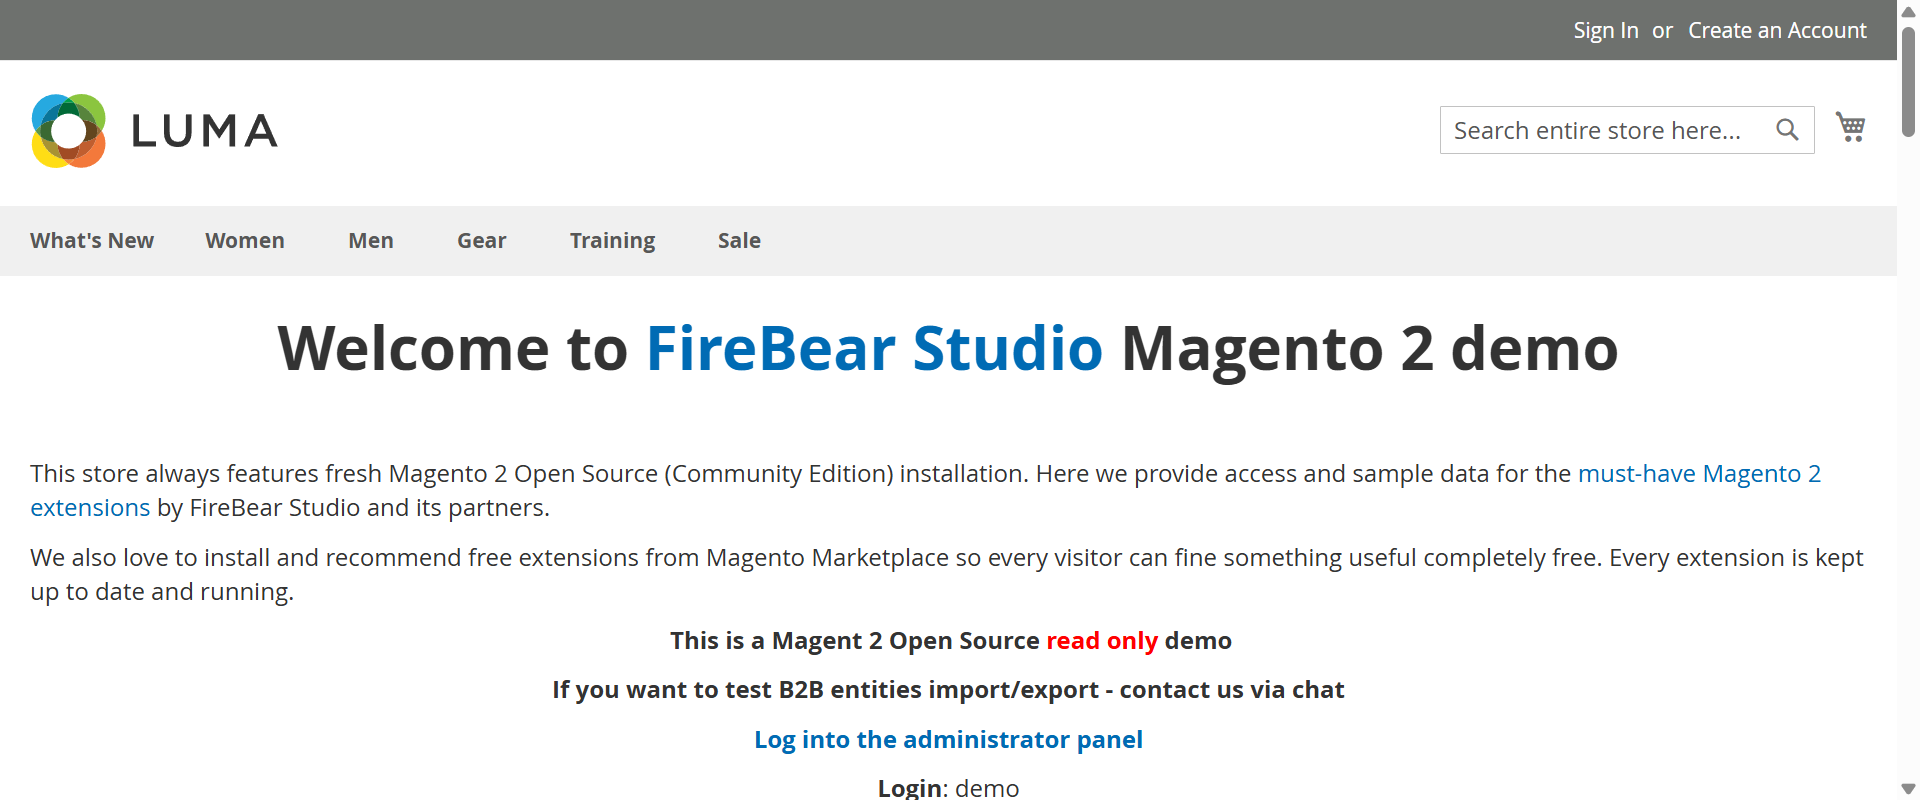 Sign In or Create an Account
LUMA
Search entire store here...
What's New Women Men Gear Training Sale
Welcome to FireBear Studio Magento 2 demo
This store always features fresh Magento 2 Open Source (Community Edition) installation. Here we provide access and sample data for the must-have Magento 2
extensions by FireBear Studio and its partners.
We also love to install and recommend free extensions from Magento Marketplace so every visitor can fine something useful completely free. Every extension is kept
up to date and running.
This is a Magent 2 Open Source read only demo
If you want to test B2B entities import/export - contact us via chat
Log into the administrator panel
Login: demo